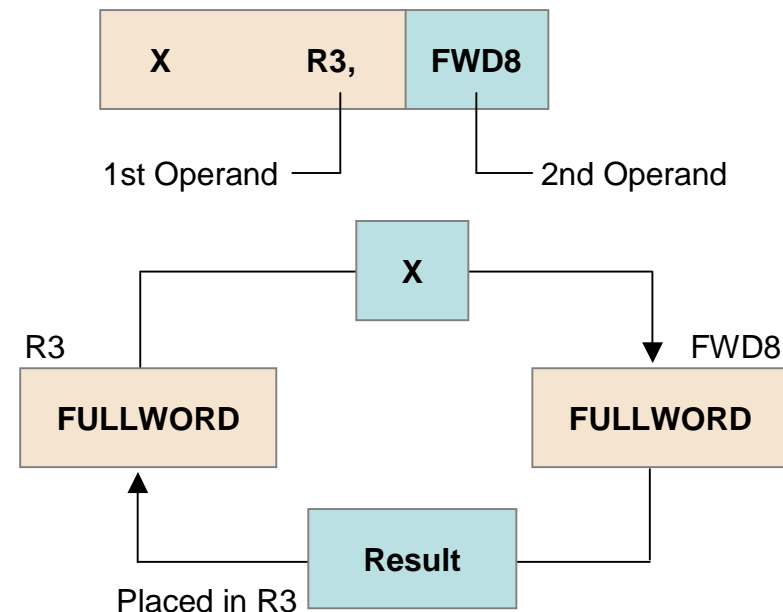 X R3, FWD8
1st Operand 2nd Operand
X
R3 FWD8
FULLWORD FULLWORD
Result
Placed in R3